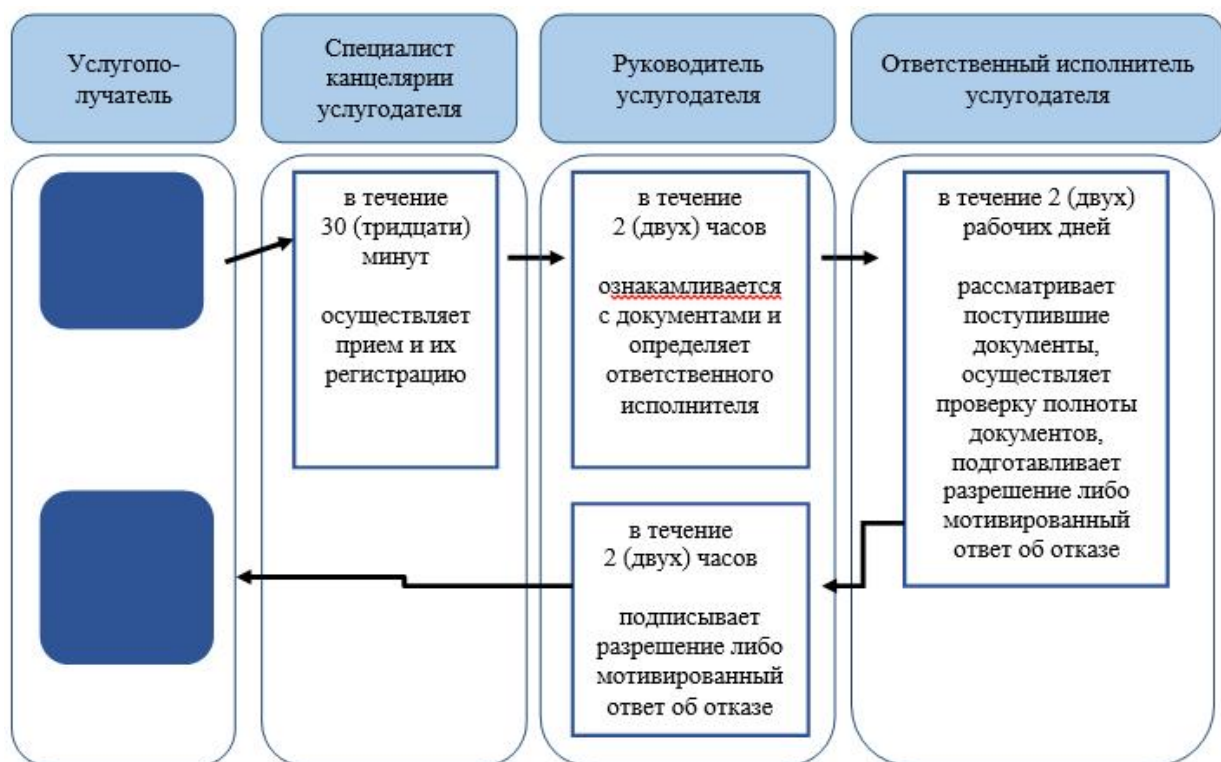 Услугопо-
лучатель
Специалист
канцелярии
услугодателя
Руководитель
услугодателя
Ответственный исполнитель
услугодателя
в течение
30 (тридцати)
минут
осуществляет
прием и их
регистрацию
в течение
2 (двух) часов
ознакамливается
с документами и
определяет
ответственного
исполнителя
в течение 2 (двух)
рабочих дней
рассматривает
поступившие
документы,
осуществляет
проверку полноты
документов,
подготавливает
разрешение либо
мотивированный
ответ об отказе
в течение
2 (двух) часов
подписывает
разрешение либо
мотивированный
ответ об отказе